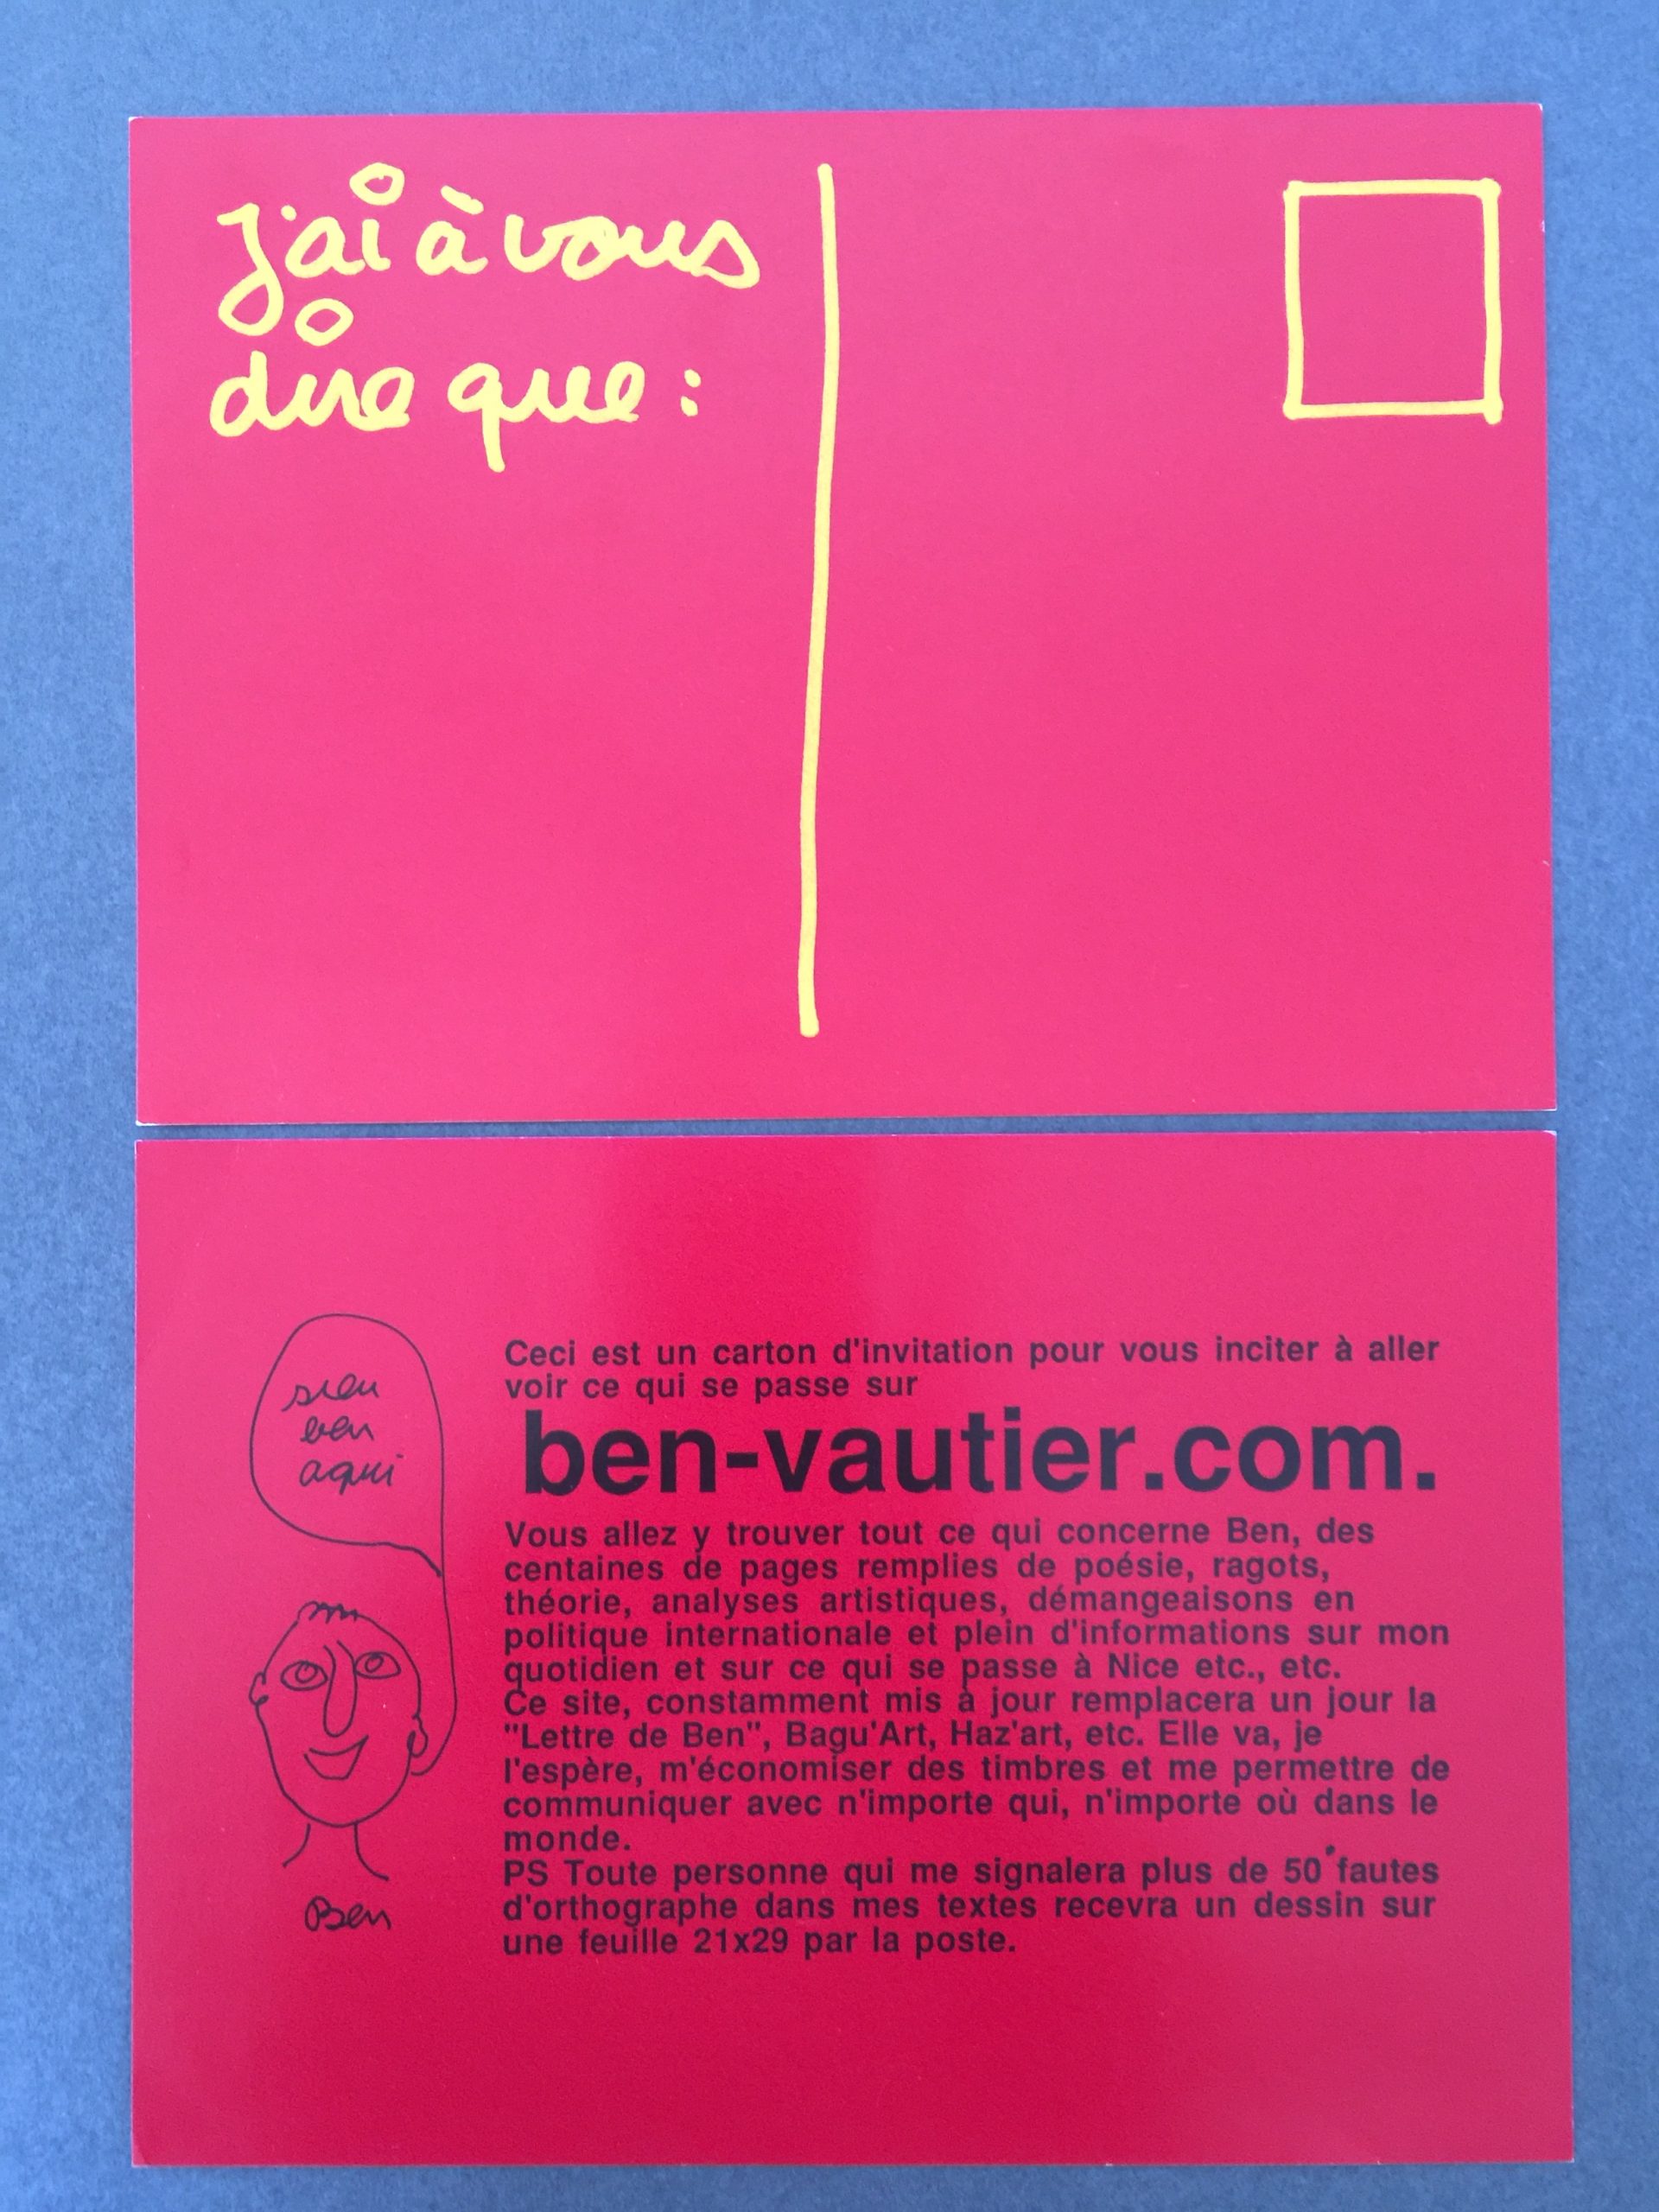 j'ai à vous
dire que :
sieu
ben
aqui
Ben
Ceci est un carton d'invitation pour vous inciter à aller
voir ce qui se passe sur
ben-vautier.com.
Vous allez y trouver tout ce qui concerne Ben, des
centaines de pages remplies de poésie, ragots,
théorie, analyses artistiques, démangeaisons en
politique internationale et plein d'informations sur mon
quotidien et sur ce qui se passe à Nice etc., etc.
Ce site, constamment mis à jour remplacera un jour la
"Lettre de Ben", Bagu'Art, Haz'art, etc. Elle va, je
l'espère, m'économiser des timbres et me permettre de
communiquer avec n'importe qui, n'importe où dans le
monde.
PS Toute personne qui me signalera plus de 50 fautes
d'orthographe dans mes textes recevra un dessin sur
une feuille 21x29 par la poste.